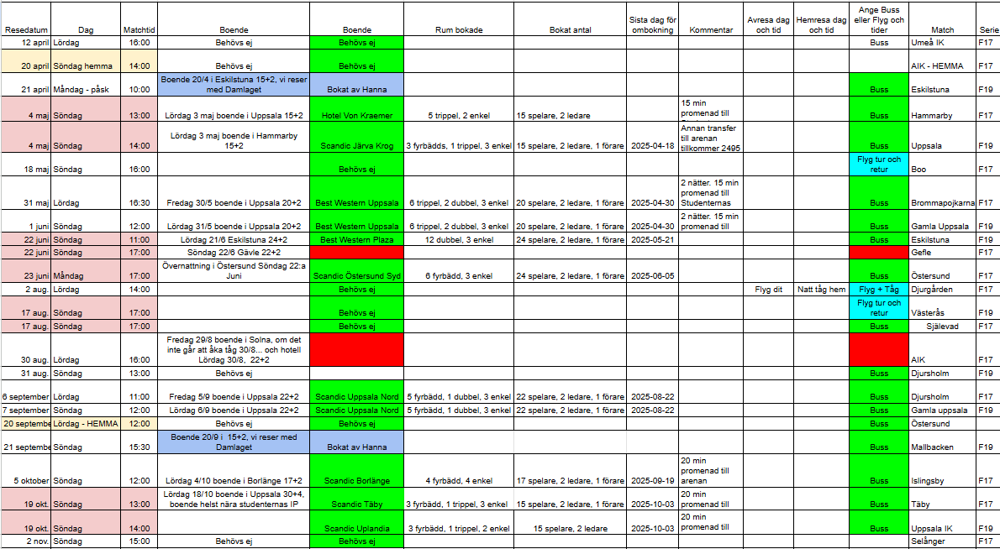 Resedatum Dag Matchtid Boende Boende Rum bokade Bokat antal Sista dag för ombokning Kommentar Avresa dag och tid Hemresa dag och tid Ange Buss eller Flyg och tider Match Serie
12 april Lördag 16:00 Behövs ej Behövs ej Buss Umeå IK F17
20 april Söndag hemma 14:00 Behövs ej Behövs ej AIK - HEMMA F17
21 april Måndag - påsk 10:00 Boende 20/4 i Eskilstuna 15+2, vi reser med Damlaget Bokat av Hanna Buss Eskilstuna F19
4 maj Söndag 13:00 Lördag 3 maj boende i Uppsala 15+2 Hotel Von Kraemer 5 trippel, 2 enkel 15 spelare, 2 ledare 15 min promenad till Buss Hammarby F17
4 maj Söndag 14:00 Lördag 3 maj boende i Hammarby 15+2 Scandic Järva Krog 3 fyrbädds, 1 trippel, 3 enkel 15 spelare, 2 ledare, 1 förare 2025-04-18 Annan transfer till arenan tillkommer 2495 Buss Uppsala F19
18 maj Söndag 16:00 Behövs ej Flyg tur och retur Boo F17
31 maj Lördag 16:30 Fredag 30/5 boende i Uppsala 20+2 Best Western Uppsala 6 trippel, 2 dubbel, 3 enkel 20 spelare, 2 ledare, 1 förare 2025-04-30 2 nätter. 15 min promenad till Studenternas Buss Brommapojkarna F17
1 juni Söndag 12:00 Lördag 31/5 boende i Uppsala 20+2 Best Western Uppsala 6 trippel, 2 dubbel, 3 enkel 20 spelare, 2 ledare, 1 förare 2025-04-30 2 nätter. 15 min promenad till Buss Gamla Uppsala F19
22 juni Söndag 11:00 Lördag 21/6 Eskilstuna 24+2 Best Western Plaza 12 dubbel, 3 enkel 24 spelare, 2 ledare, 1 förare 2025-05-21 Buss Eskilstuna F19
22 juni Söndag 17:00 Söndag 22/6 Gävle 22+2 Gefle F17
23 juni Måndag 17:00 Övernattning i Östersund Söndag 22:a Juni Scandic Östersund Syd 6 fyrbädd, 3 enkel 24 spelare, 2 ledare, 1 förare 2025-06-05 Buss Östersund F17
2 aug. Lördag 14:00 Behövs ej Flyg dit Natt tåg hem Flyg + Tåg Djurgården F17
17 aug. Söndag 17:00 Behövs ej Flyg tur och retur Västerås F19
17 aug. Söndag 17:00 Behövs ej Buss Själevad F17
30 aug. Lördag 16:00 Fredag 29/8 boende i Solna, om det inte går att åka tåg 30/8... och hotell Lördag 30/8, 22+2 AIK F17
31 aug. Söndag 13:00 Behövs ej Buss Djursholm F19
6 september Lördag 11:00 Fredag 5/9 boende i Uppsala 22+2 Scandic Uppsala Nord 5 fyrbädd, 1 dubbel, 3 enkel 22 spelare, 2 ledare, 1 förare 2025-08-22 Buss Djursholm F17
7 september Söndag 12:00 Lördag 6/9 boende i Uppsala 22+2 Scandic Uppsala Nord 5 fyrbädd, 1 dubbel, 3 enkel 22 spelare, 2 ledare, 1 förare 2025-08-22 Buss Gamla uppsala F19
20 septembe Lördag - HEMMA 12:00 Behövs ej Behövs ej Buss Östersund F17
21 septembe Söndag 15:30 Boende 20/9 i 15+2, vi reser med Damlaget Bokat av Hanna Buss Mallbacken F19
5 oktober Söndag 12:00 Lördag 4/10 boende i Borlänge 17+2 Scandic Borlänge 4 fyrbädd, 4 enkel 17 spelare, 2 ledare, 1 förare 2025-09-19 20 min promenad till arenan Buss Islingsby F17
19 okt. Söndag 13:00 Lördag 18/10 boende i Uppsala 30+4, boende helst nära studenternas IP Scandic Täby 3 fyrbädd, 1 trippel, 3 enkel 15 spelare, 2 ledare, 1 förare 2025-10-03 20 min promenad till Buss Täby F17
19 okt. Söndag 14:00 Scandic Uplandia 3 fyrbädd, 1 trippel, 2 enkel 15 spelare, 2 ledare 2025-10-03 20 min promenad till Buss Uppsala IK F19
2 nov. Söndag 15:00 Behövs ej Behövs ej Selånger F17